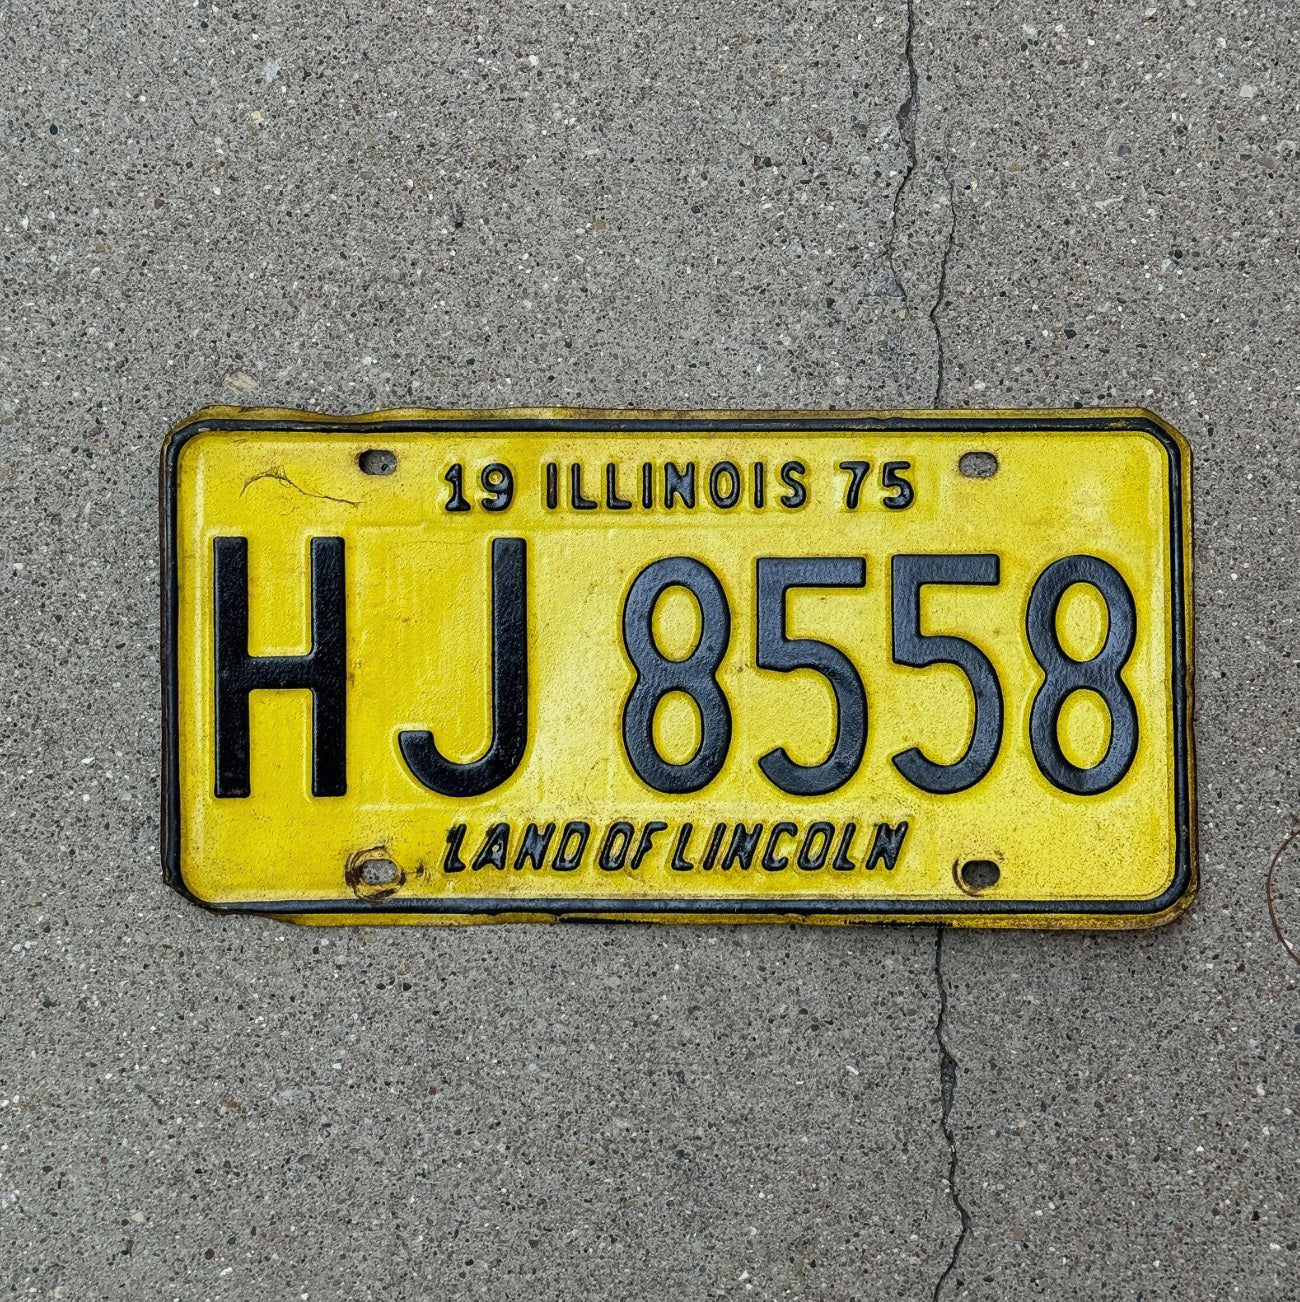 19 ILLINOIS 75
HJ 8558
LAND OF LINCOLN